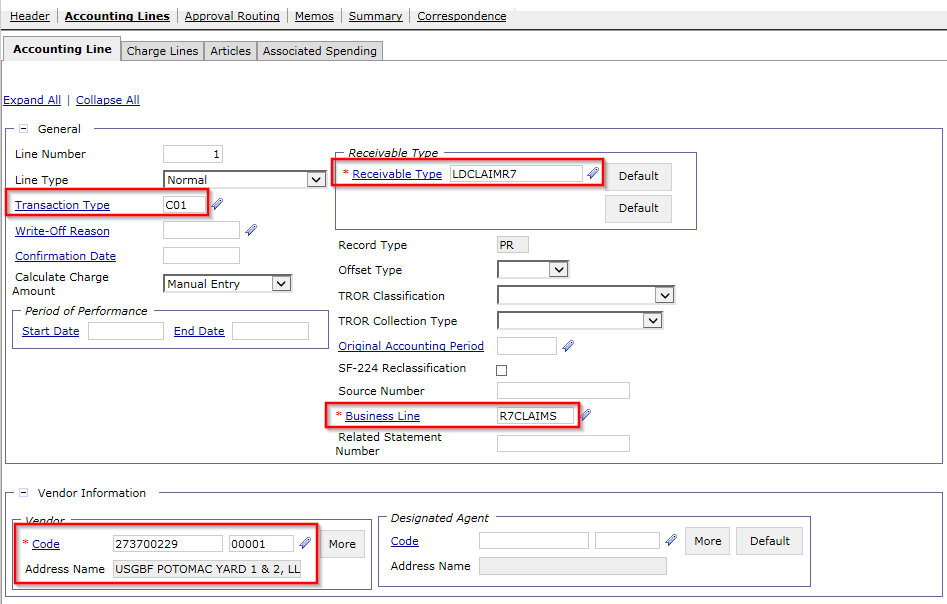 Header Accounting Lines Approval Routing Memos Summary Correspondence
Accounting Line Charge Lines Articles Associated Spending
Expand All | Collapse All
General
Line Number 1
Line Type Normal
Transaction Type C01
Write-Off Reason
Confirmation Date
Calculate Charge
Amount
Manual Entry
Period of Performance
Start Date End Date
Receivable Type
* Receivable Type LDCLAIMR7 Default
Default
Record Type PR
Offset Type
TROR Classification
TROR Collection Type
Original Accounting Period
SF-224 Reclassification
Source Number
* Business Line R7CLAIMS
Related Statement
Number
Vendor Information
Vendor
* Code 273700229 00001 More
Address Name USGBF POTOMAC YARD 1 & 2, LL
Designated Agent
Code More Default
Address Name